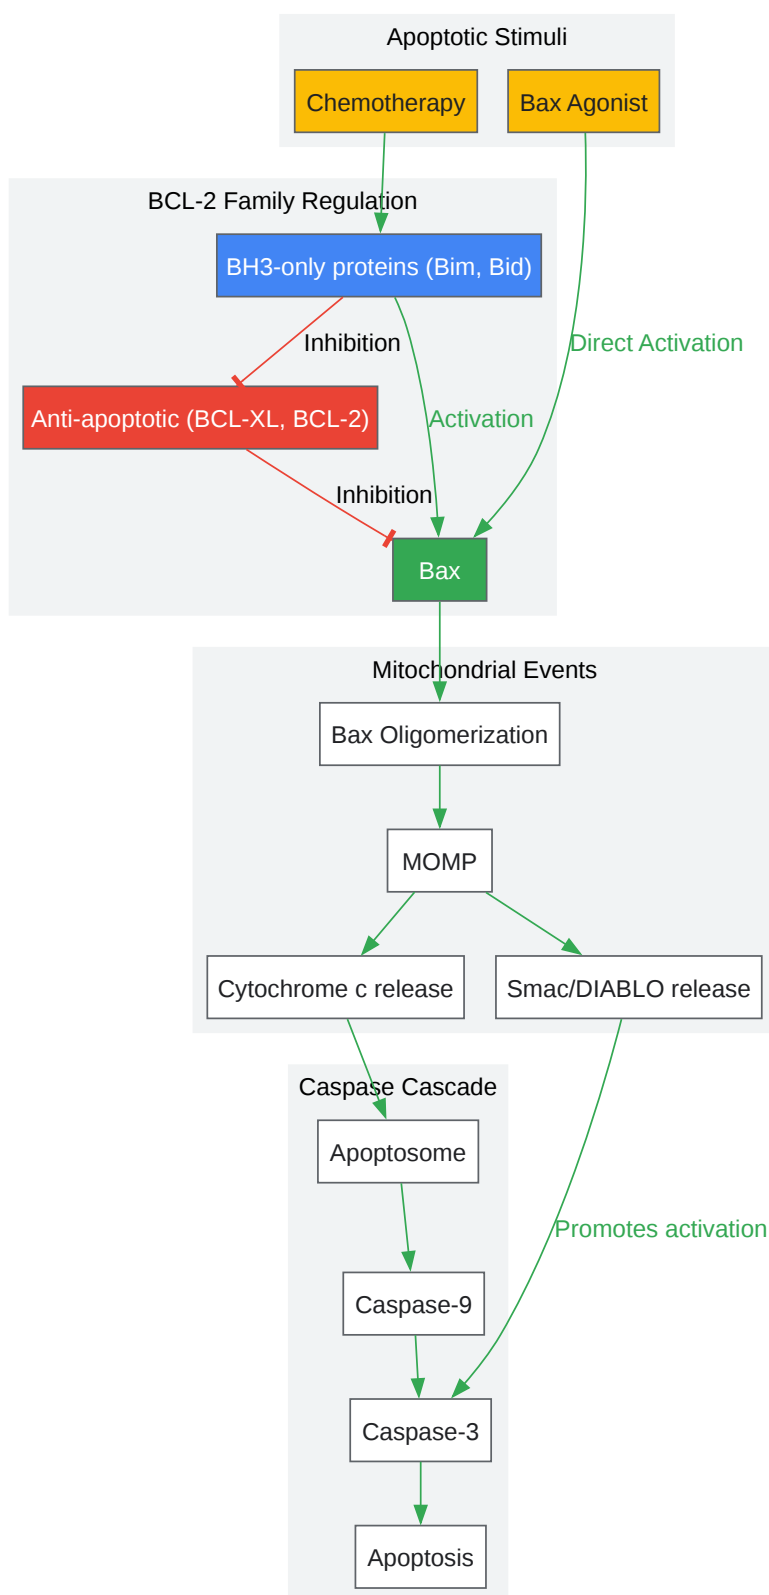 Apoptotic Stimuli
Chemotherapy
Bax Agonist
BCL-2 Family Regulation
BH3-only proteins (Bim, Bid)
Inhibition
Direct Activation
Anti-apoptotic (BCL-XL, BCL-2)
Activation
Inhibition
Bax
Mitochondrial Events
Bax Oligomerization
MOMP
Cytochrome c release
Smac/DIABLO release
Caspase Cascade
Apoptosome
Promotes activation
Caspase-9
Caspase-3
Apoptosis